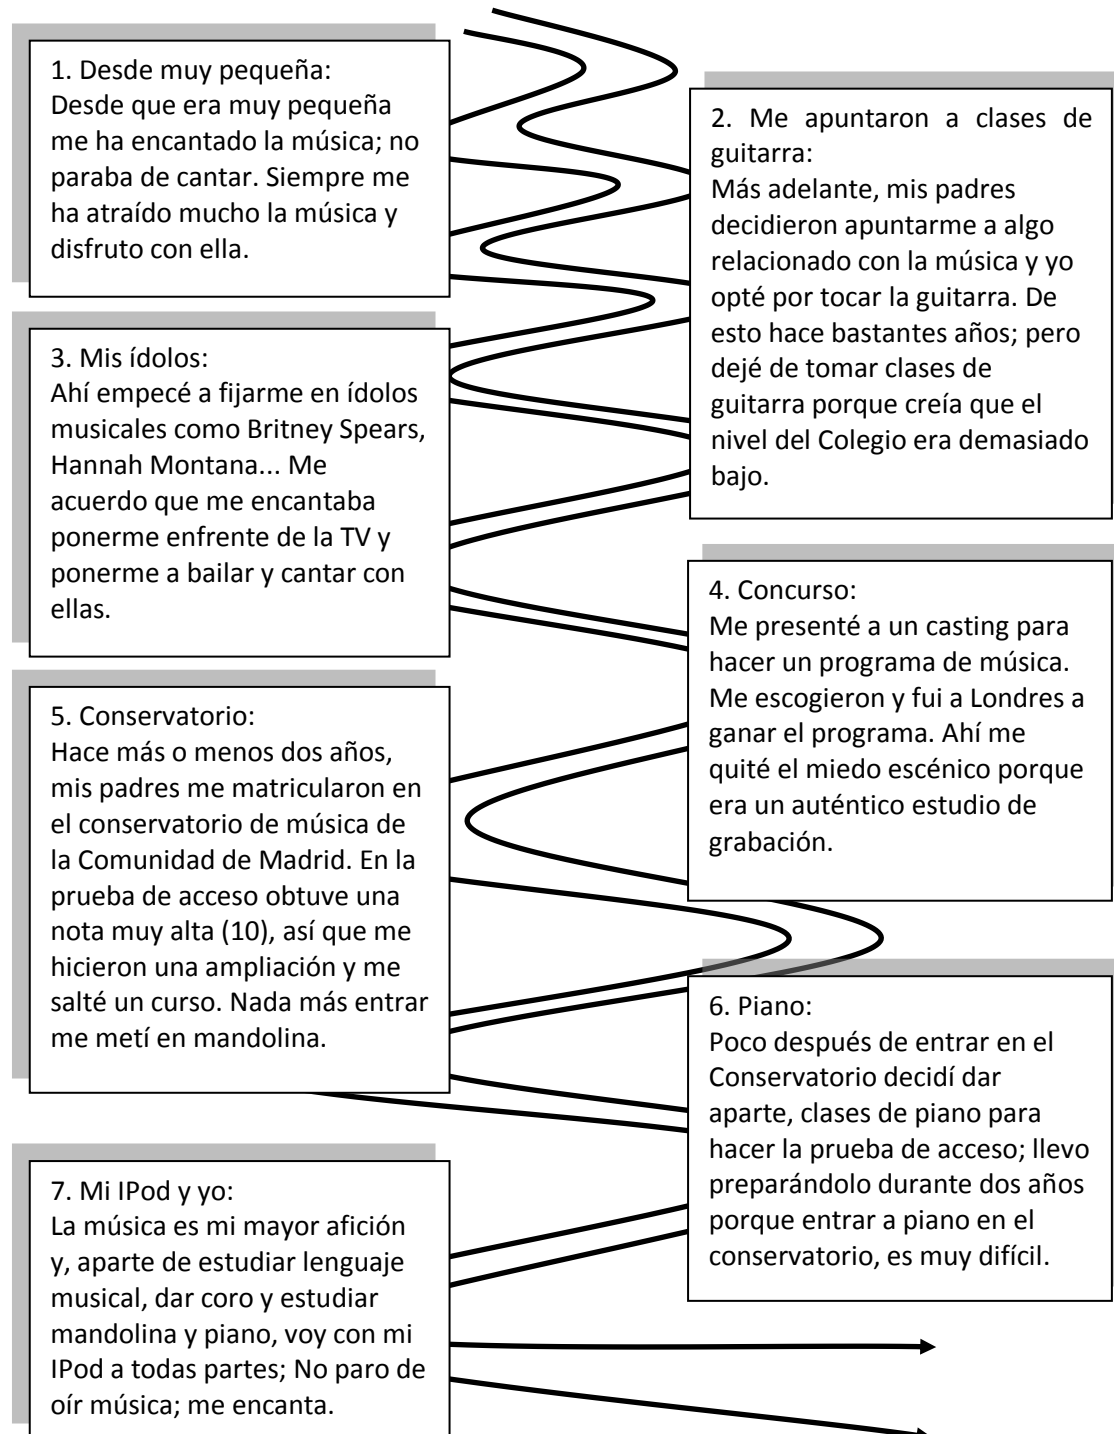 1. Desde muy pequeña:
Desde que era muy pequeña
me ha encantado la música; no
paraba de cantar. Siempre me
ha atraído mucho la música y
disfruto con ella.
2. Me apuntaron a clases de
guitarra:
Más adelante, mis padres
decidieron apuntarme a algo
relacionado con la música y yo
opté por tocar la guitarra. De
esto hace bastantes años; pero
dejé de tomar clases de
guitarra porque creía que el
nivel del Colegio era demasiado
bajo.
3. Mis ídolos:
Ahí empecé a fijarme en ídolos
musicales como Britney Spears,
Hannah Montana... Me
acuerdo que me encantaba
ponerme enfrente de la TV y
ponerme a bailar y cantar con
ellas.
4. Concurso:
Me presenté a un casting para
hacer un programa de música.
Me escogieron y fui a Londres a
ganar el programa. Ahí me
quité el miedo escénico porque
era un auténtico estudio de
grabación.
5. Conservatorio:
Hace más o menos dos años,
mis padres me matricularon en
el conservatorio de música de
la Comunidad de Madrid. En la
prueba de acceso obtuve una
nota muy alta (10), así que me
hicieron una ampliación y me
salté un curso. Nada más entrar
me metí en mandolina.
6. Piano:
Poco después de entrar en el
Conservatorio decidí dar
aparte, clases de piano para
hacer la prueba de acceso; llevo
preparándolo durante dos años
porque entrar a piano en el
conservatorio, es muy difícil.
7. Mi IPod y yo:
La música es mi mayor afición
y, aparte de estudiar lenguaje
musical, dar coro y estudiar
mandolina y piano, voy con mi
IPod a todas partes; No paro de
oír música; me encanta.